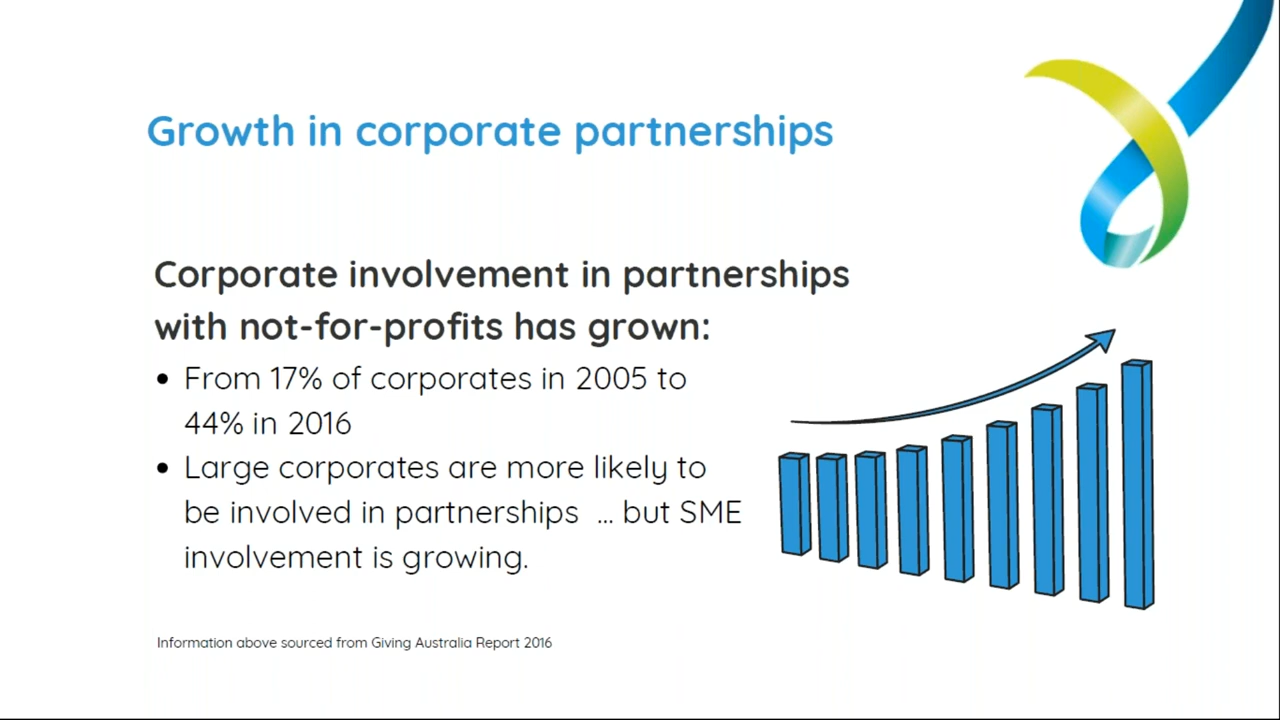 Growth in corporate partnerships
Corporate involvement in partnerships
with not-for-profits has grown:
• From 17% of corporates in 2005 to
44% in 2016
• Large corporates are more likely to
be involved in partnerships ... but SME
involvement is growing.
Information above sourced from Giving Australia Report 2016